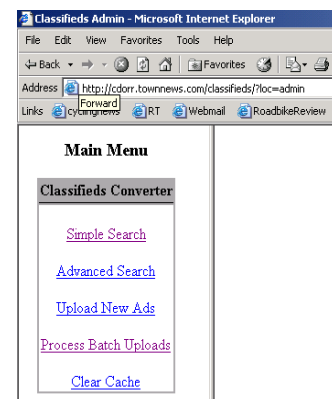 Classifieds Admin - Microsoft Internet Explorer
File Edit View Favorites Tools Help
Back Favorites
Address http://cdorr.townnews.com/classifieds/?loc=admin
Forward
Links cyclingnews RT Webmail RoadbikeReview
Main Menu
Classifieds Converter
Simple Search
Advanced Search
Upload New Ads
Process Batch Uploads
Clear Cache